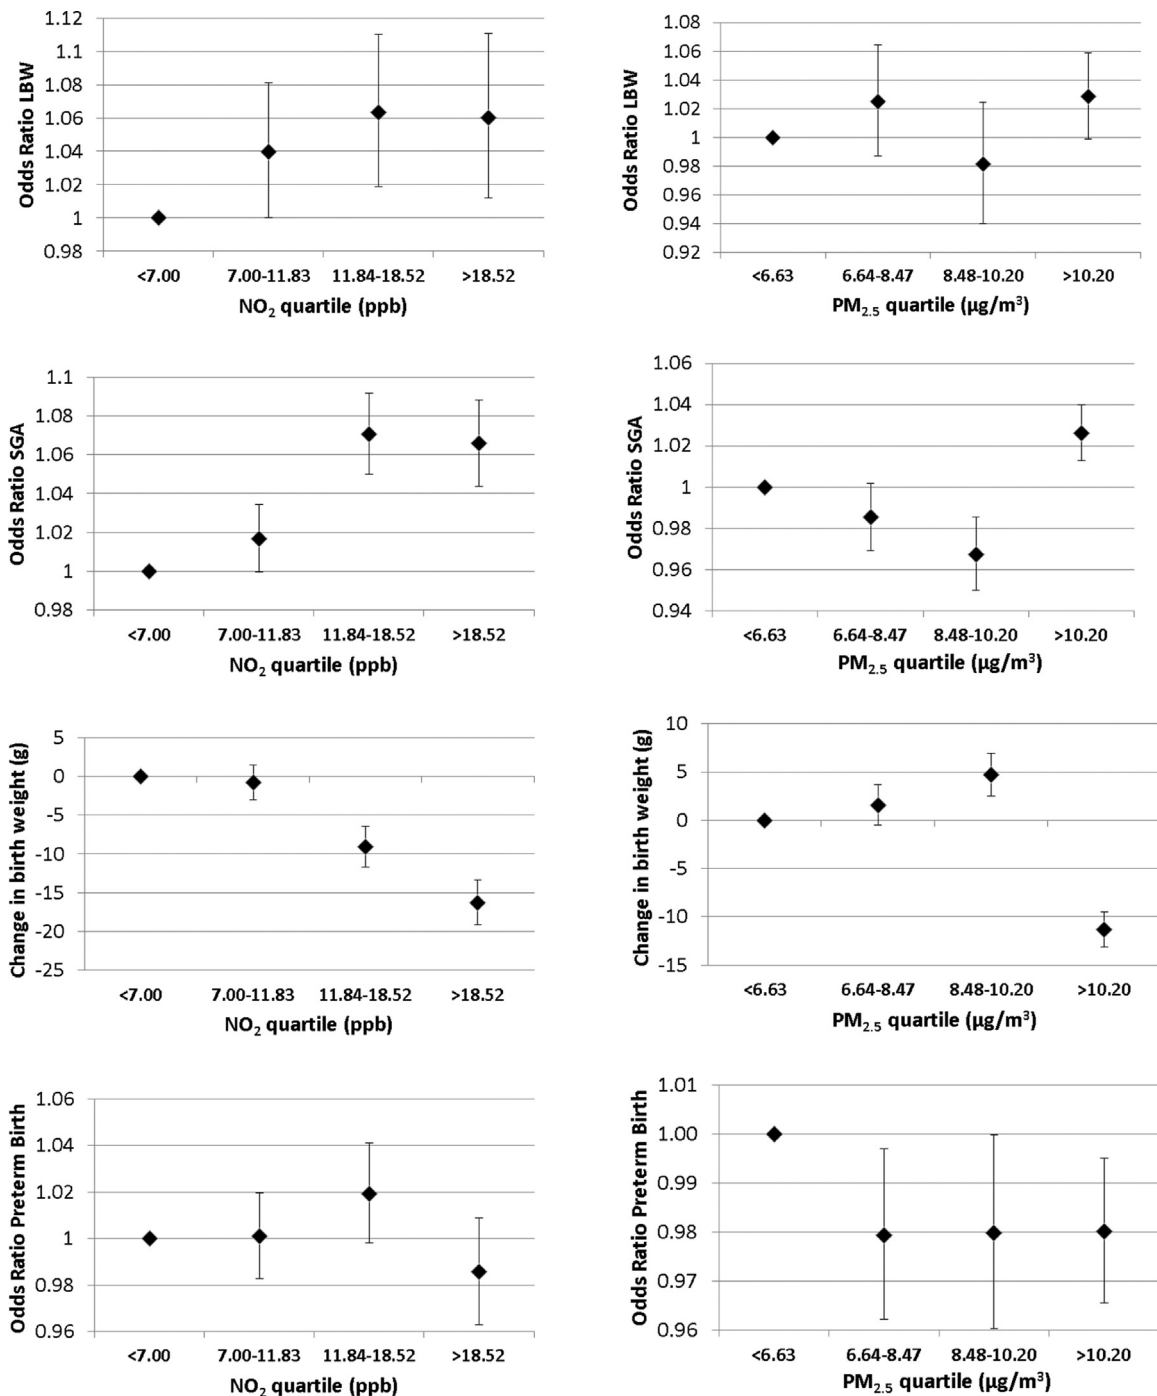 Odds Ratio LBW
1.12
1.1
1.08
1.06
1.04
1.02
1
0.98
<7.00 7.00-11.83 11.84-18.52 >18.52
NO₂ quartile (ppb)
Odds Ratio LBW
1.08
1.06
1.04
1.02
1
0.98
0.96
0.94
0.92
<6.63 6.64-8.47 8.48-10.20 >10.20
PM₂.₅ quartile (µg/m³)
Odds Ratio SGA
1.1
1.08
1.06
1.04
1.02
1
0.98
<7.00 7.00-11.83 11.84-18.52 >18.52
NO₂ quartile (ppb)
Odds Ratio SGA
1.06
1.04
1.02
1
0.98
0.96
0.94
<6.63 6.64-8.47 8.48-10.20 >10.20
PM₂.₅ quartile (µg/m³)
Change in birth weight (g)
5
0
-5
-10
-15
-20
-25
<7.00 7.00-11.83 11.84-18.52 >18.52
NO₂ quartile (ppb)
Change in birth weight (g)
10
5
0
-5
-10
-15
<6.63 6.64-8.47 8.48-10.20 >10.20
PM₂.₅ quartile (µg/m³)
Odds Ratio Preterm Birth
1.06
1.04
1.02
1
0.98
0.96
<7.00 7.00-11.83 11.84-18.52 >18.52
NO₂ quartile (ppb)
Odds Ratio Preterm Birth
1.01
1.00
0.99
0.98
0.97
0.96
<6.63 6.64-8.47 8.48-10.20 >10.20
PM₂.₅ quartile (µg/m³)